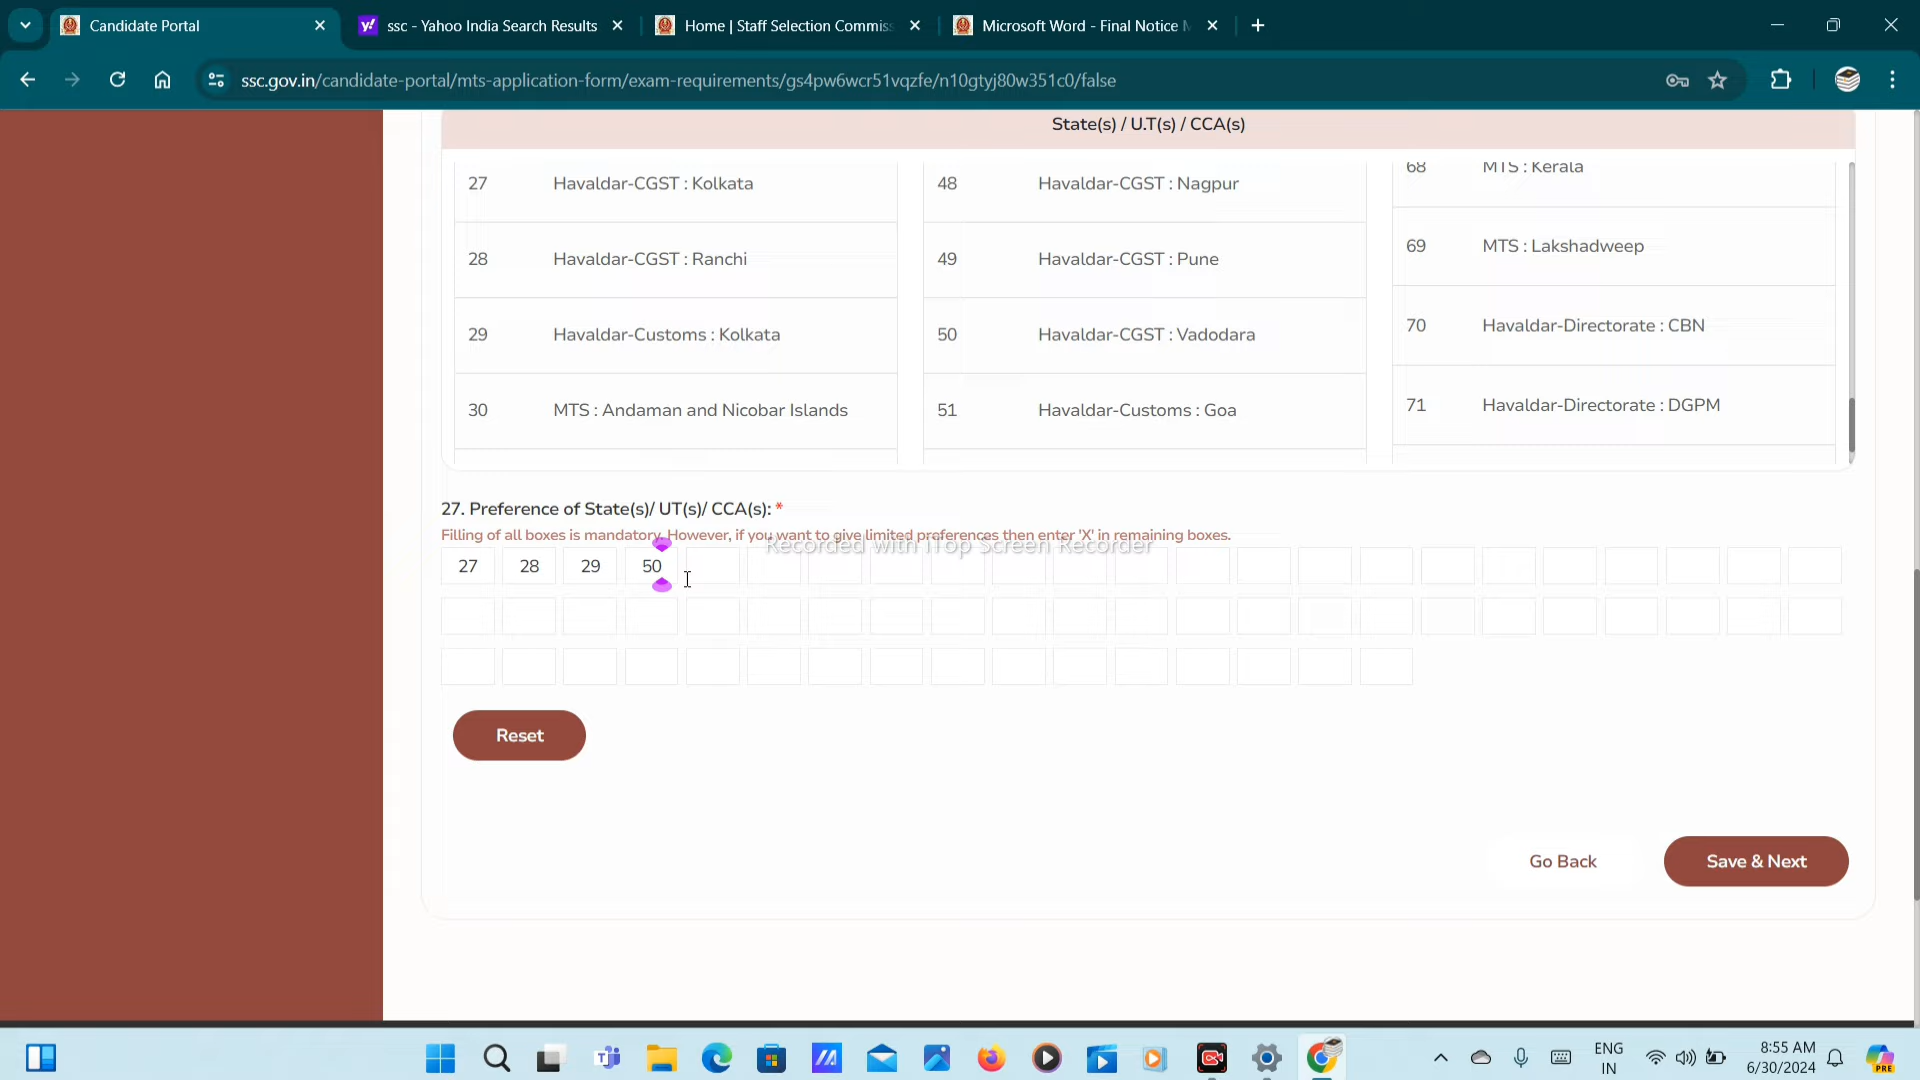 Candidate Portal
ssc - Yahoo India Search Results
Home | Staff Selection Commis
Microsoft Word - Final Notice
ssc.gov.in/candidate-portal/mts-application-form/exam-requirements/gs4pw6wcr51vqzfe/n10gtyj80w351c0/false
State(s) / U.T(s) / CCA(s)
27 Havaldar-CGST : Kolkata 48 Havaldar-CGST : Nagpur 68 MTS : Kerala
28 Havaldar-CGST : Ranchi 49 Havaldar-CGST : Pune 69 MTS : Lakshadweep
29 Havaldar-Customs : Kolkata 50 Havaldar-CGST : Vadodara 70 Havaldar-Directorate : CBN
30 MTS : Andaman and Nicobar Islands 51 Havaldar-Customs : Goa 71 Havaldar-Directorate : DGPM
27. Preference of State(s)/ UT(s)/ CCA(s): *
Filling of all boxes is mandatory. However, if you want to give limited preferences then enter 'X' in remaining boxes.
Recorded with iTop Screen Recorder
27 28 29 50
Reset
Go Back Save & Next
ENG
IN
8:55 AM
6/30/2024
PRE